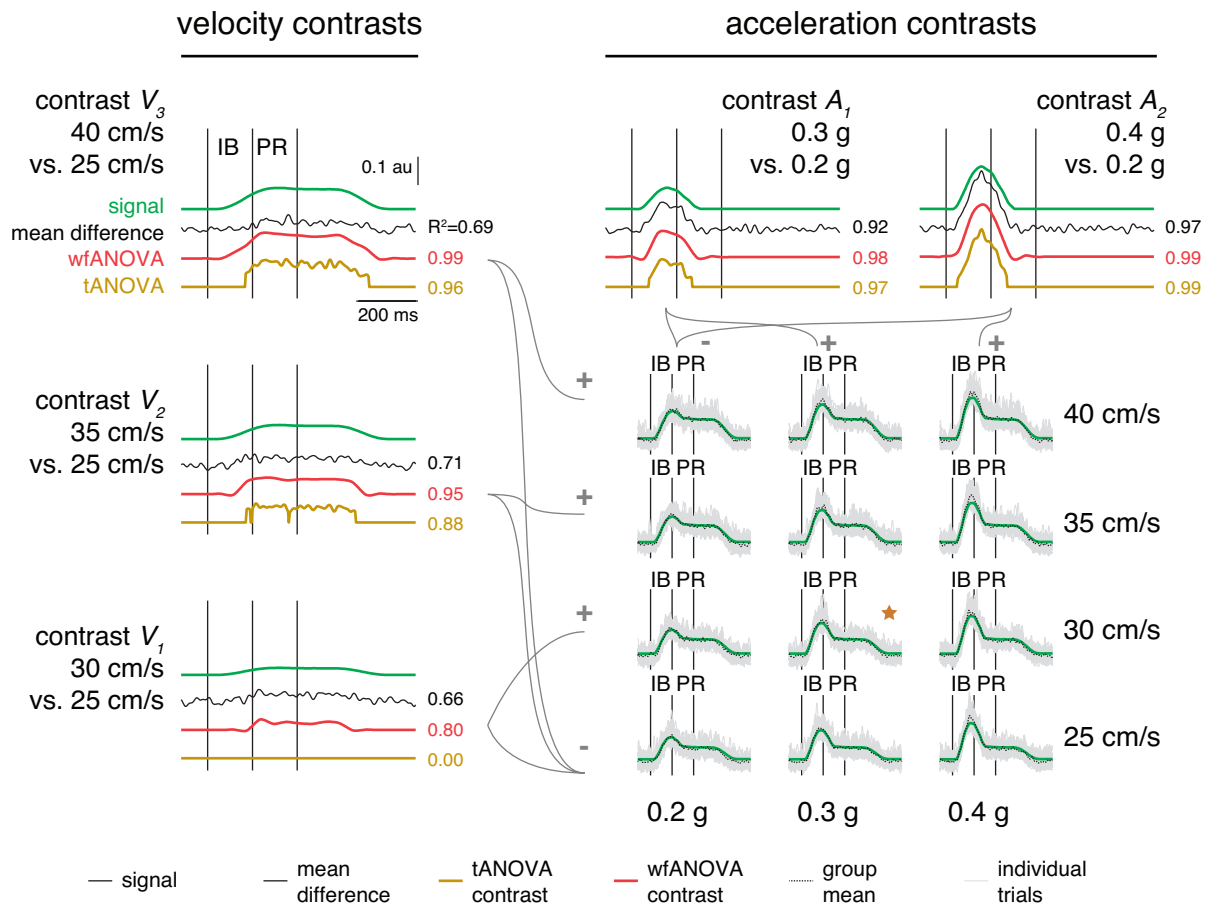 velocity contrasts
acceleration contrasts
contrast V3
40 cm/s
vs. 25 cm/s
IB PR
0.1 au
signal
mean difference
wfANOVA
tANOVA
R²=0.69
0.99
0.96
200 ms
contrast A1
0.3 g
vs. 0.2 g
0.92
0.98
0.97
contrast A2
0.4 g
vs. 0.2 g
0.97
0.99
0.99
- + +
contrast V2
35 cm/s
vs. 25 cm/s
0.71
0.95
0.88
contrast V1
30 cm/s
vs. 25 cm/s
0.66
0.80
0.00
+
+
+
-
IB PR IB PR IB PR
40 cm/s
IB PR IB PR IB PR
35 cm/s
IB PR IB PR IB PR
30 cm/s
IB PR IB PR IB PR
25 cm/s
0.2 g 0.3 g 0.4 g
signal
mean
difference
tANOVA
contrast
wfANOVA
contrast
group
mean
individual
trials